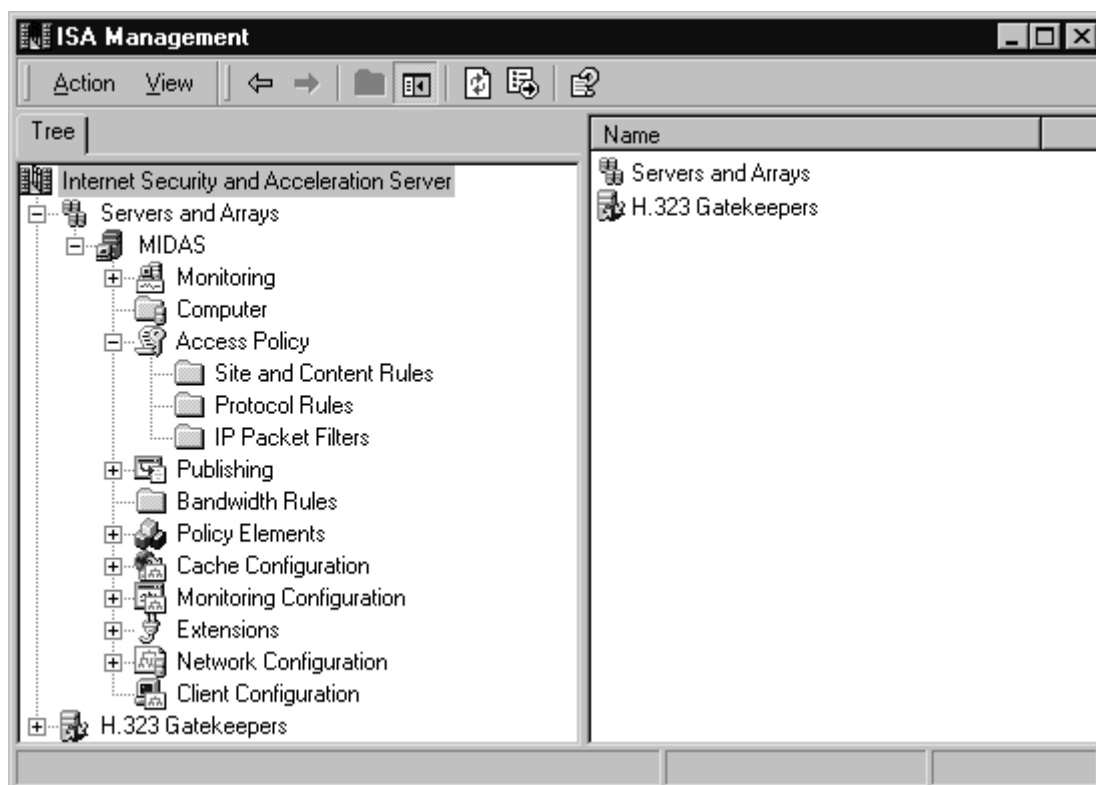 ISA Management
Action View
Tree
Name
Internet Security and Acceleration Server
Servers and Arrays
MIDAS
Monitoring
Computer
Access Policy
Site and Content Rules
Protocol Rules
IP Packet Filters
Publishing
Bandwidth Rules
Policy Elements
Cache Configuration
Monitoring Configuration
Extensions
Network Configuration
Client Configuration
H.323 Gatekeepers
Servers and Arrays
H.323 Gatekeepers